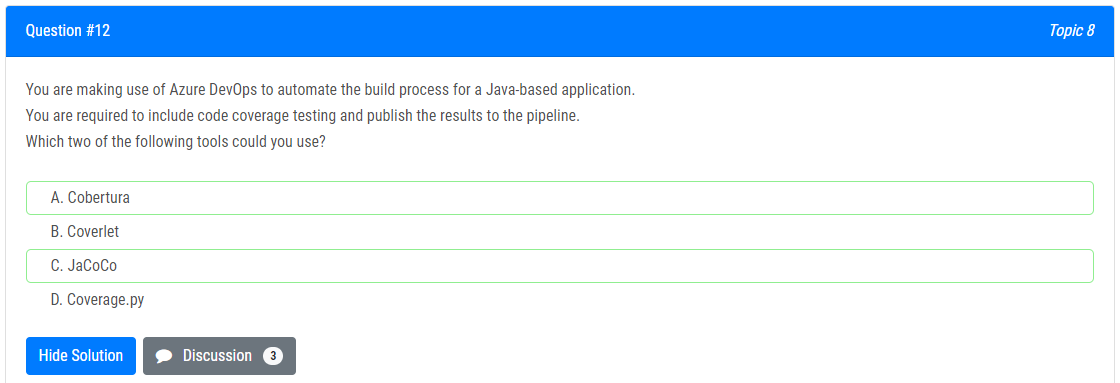 Question #12
Topic 8
You are making use of Azure DevOps to automate the build process for a Java-based application.
You are required to include code coverage testing and publish the results to the pipeline.
Which two of the following tools could you use?
A. Cobertura
B. Coverlet
C. JaCoCo
D. Coverage.py
Hide Solution
Discussion 3